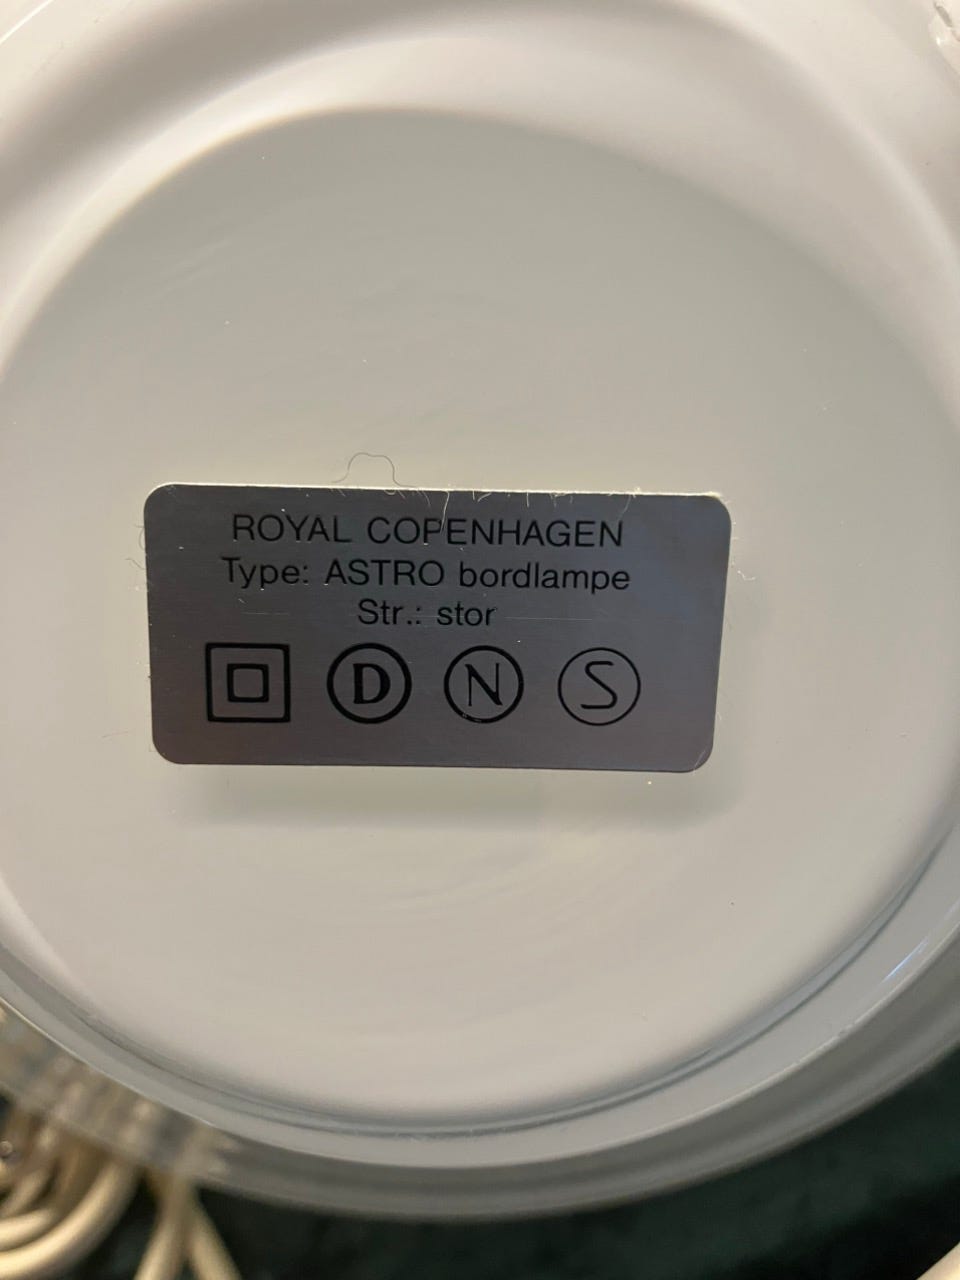 ROYAL COPENHAGEN
Type: ASTRO bordlampe
Str.: stor
D N S